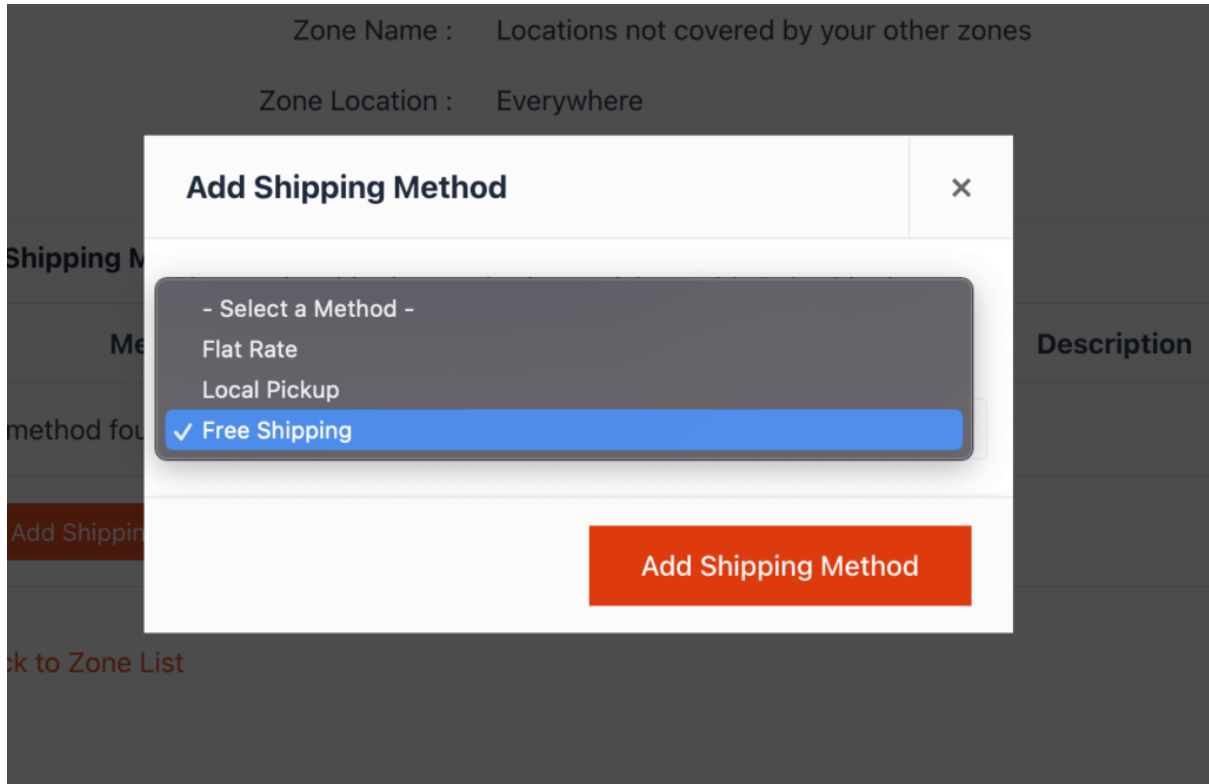 Zone Name : Locations not covered by your other zones
Zone Location : Everywhere
Add Shipping Method ×
Shipping M
- Select a Method -
Flat Rate
Me
Description
Local Pickup
method fou
✓ Free Shipping
Add Shippin
Add Shipping Method
ck to Zone List